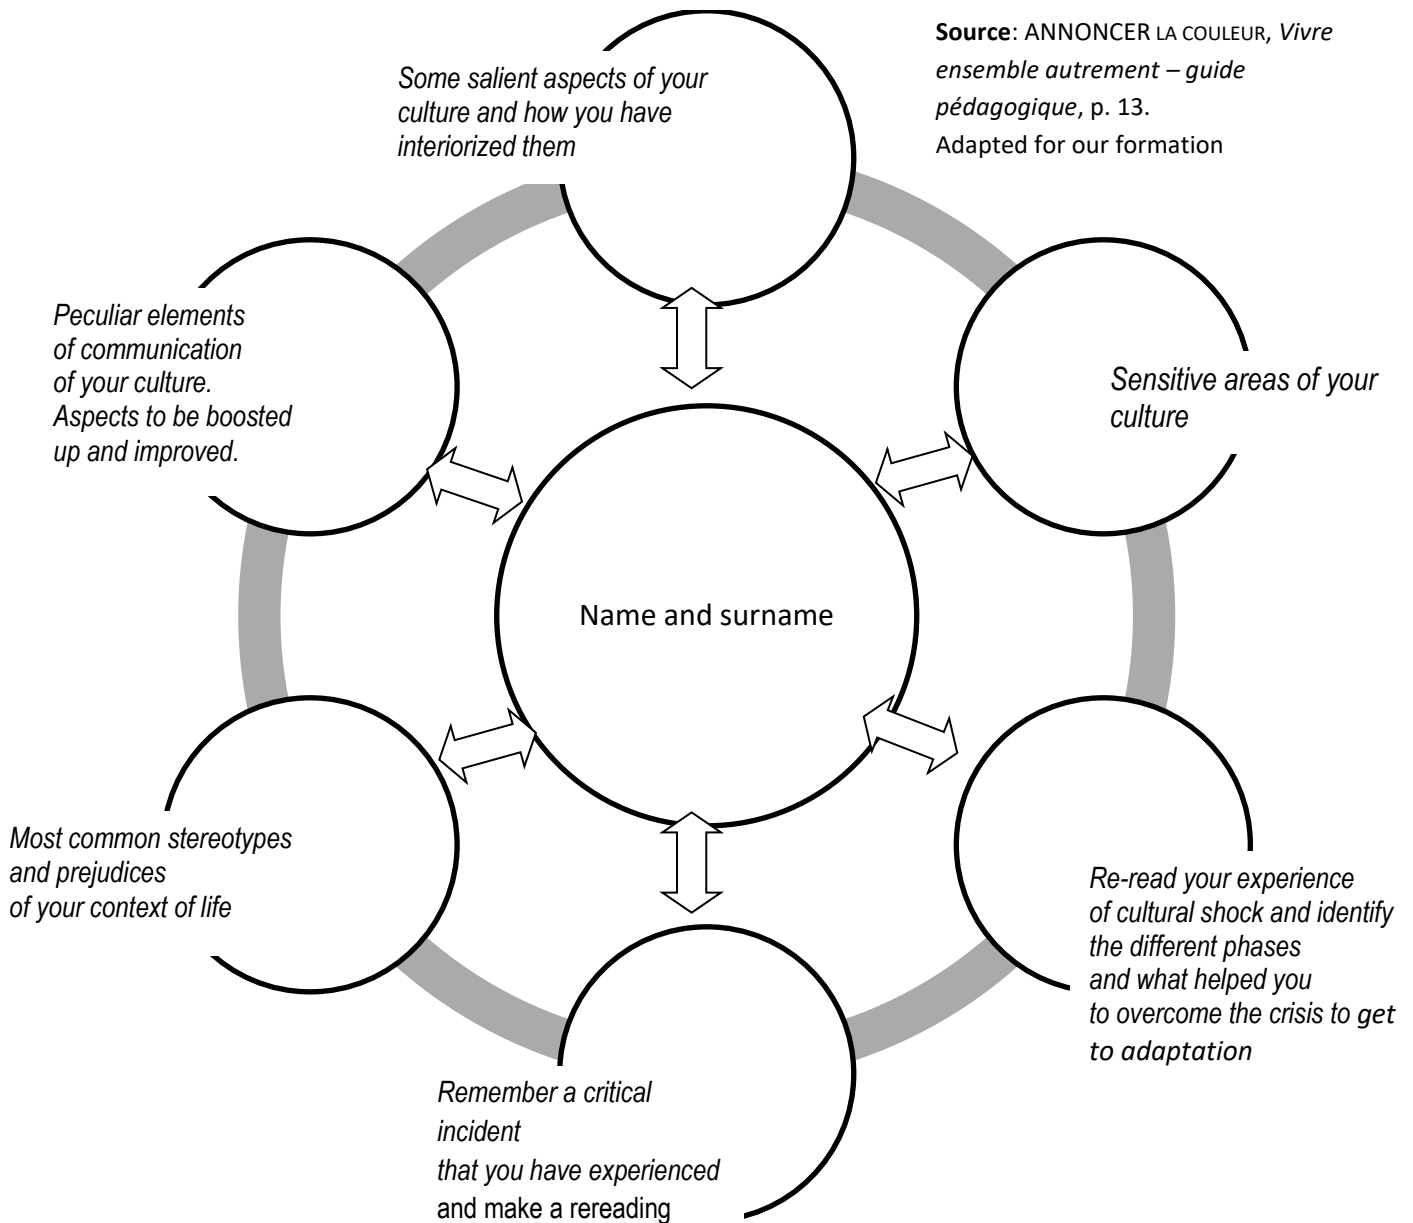 Source: ANNONCER LA COULEUR, Vivre
ensemble autrement – guide
pédagogique, p. 13.
Adapted for our formation
Some salient aspects of your
culture and how you have
interiorized them
Peculiar elements
of communication
of your culture.
Aspects to be boosted
up and improved.
Sensitive areas of your
culture
Name and surname
Most common stereotypes
and prejudices
of your context of life
Re-read your experience
of cultural shock and identify
the different phases
and what helped you
to overcome the crisis to get
to adaptation
Remember a critical
incident
that you have experienced
and make a rereading